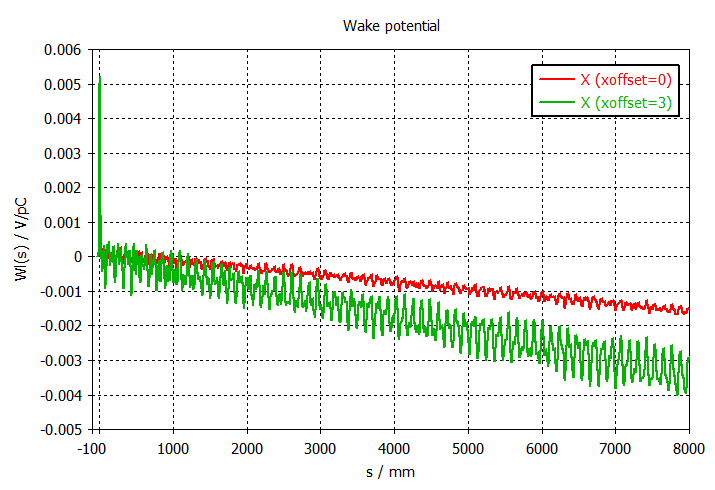 Wake potential
0.006
0.005
0.004
0.003
0.002
0.001
0
-0.001
-0.002
-0.003
-0.004
-0.005
Wl(s) / V/pC
X (xoffset=0)
X (xoffset=3)
-100 1000 2000 3000 4000 5000 6000 7000 8000
s / mm